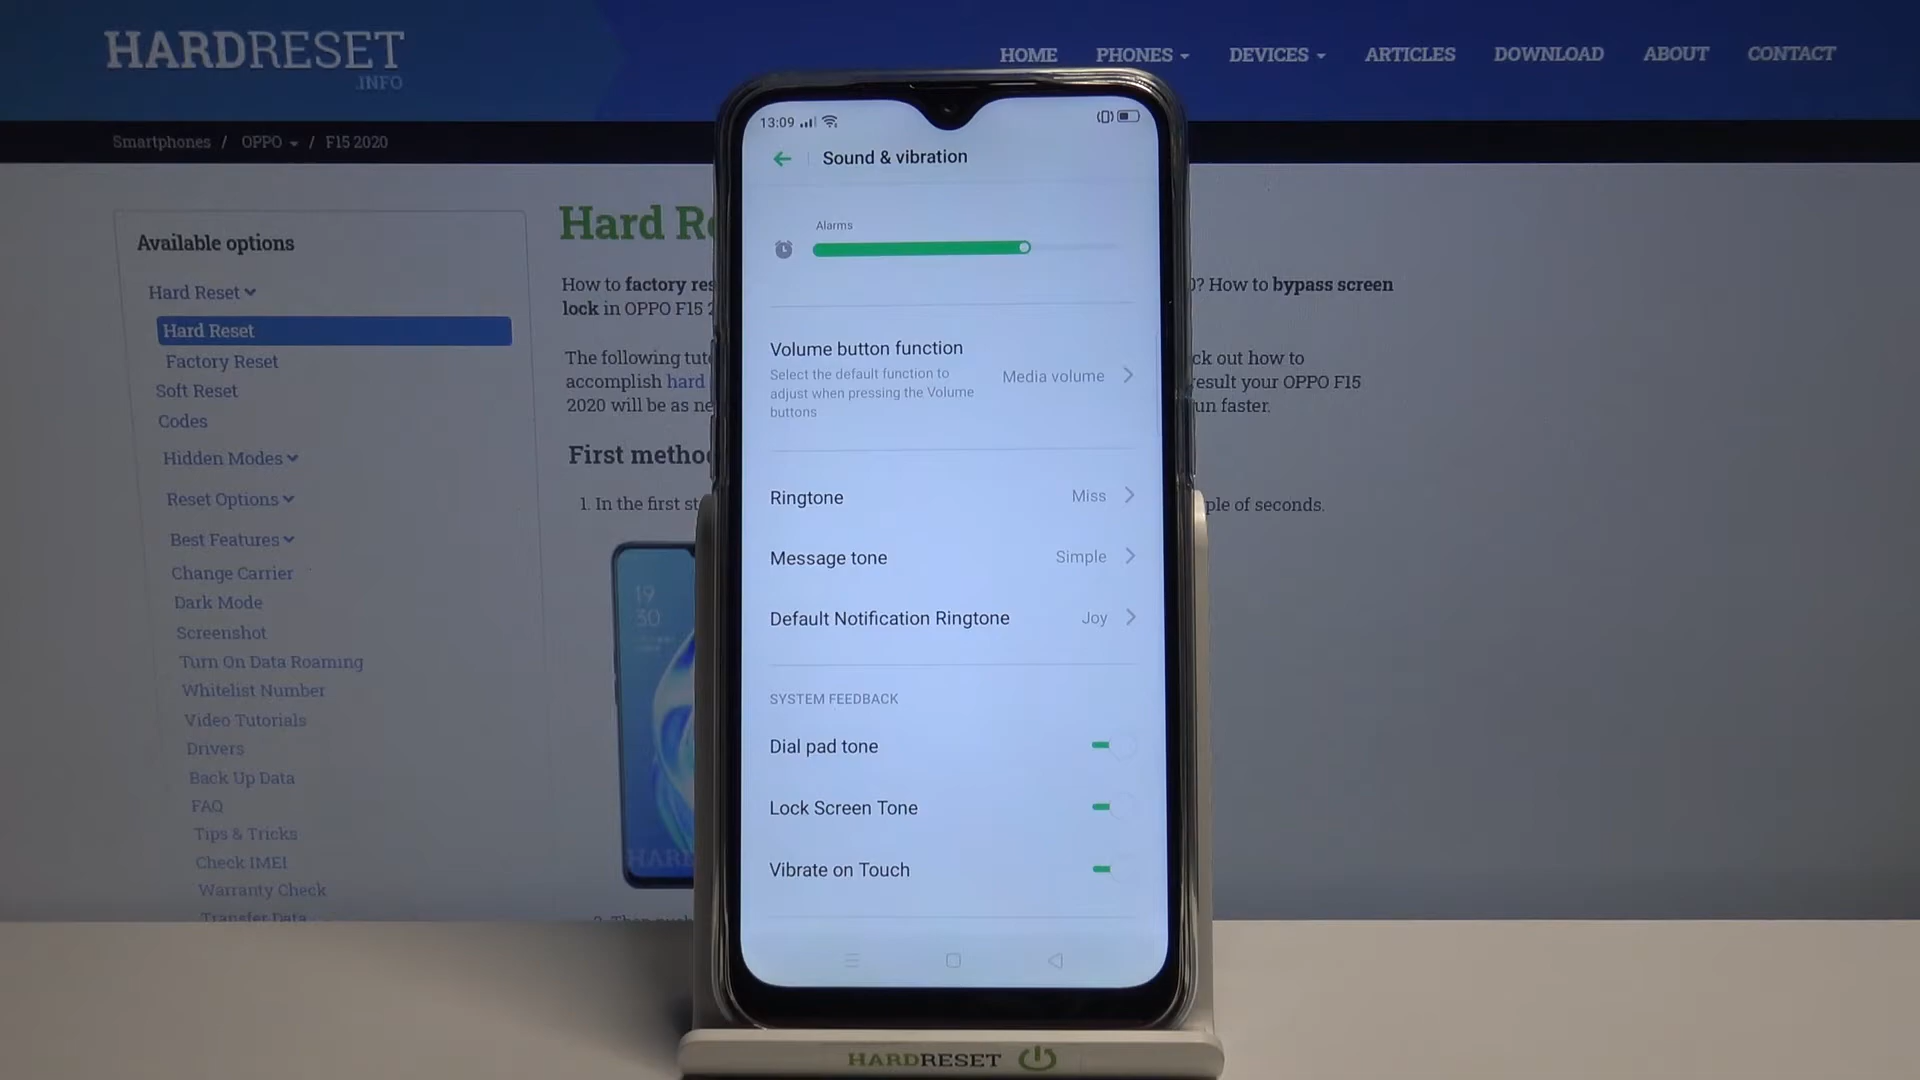 HARDRESET
.INFO
HOME PHONES DEVICES ARTICLES DOWNLOAD ABOUT CONTACT
Smartphones / OPPO / F15 2020
Available options
Hard Reset
Hard Reset
Factory Reset
Soft Reset
Codes
Hidden Modes
Reset Options
Best Features
Change Carrier
Dark Mode
Screenshot
Turn On Data Roaming
Whitelist Number
Video Tutorials
Drivers
Back Up Data
FAQ
Tips & Tricks
Check IMEI
Warranty Check
Transfer Data
Hard
How to factory ? How to bypass screen
lock in OPPO F15
The following ck out how to
accomplish hard result your OPPO F15
2020 will be as un faster.
First
1. In the first ple of seconds.
19
30
13:09
Sound & vibration
Alarms
Volume button function
Select the default function to
adjust when pressing the Volume
buttons
Media volume
Ringtone Miss
Message tone Simple
Default Notification Ringtone Joy
SYSTEM FEEDBACK
Dial pad tone
Lock Screen Tone
Vibrate on Touch
HARDRESET